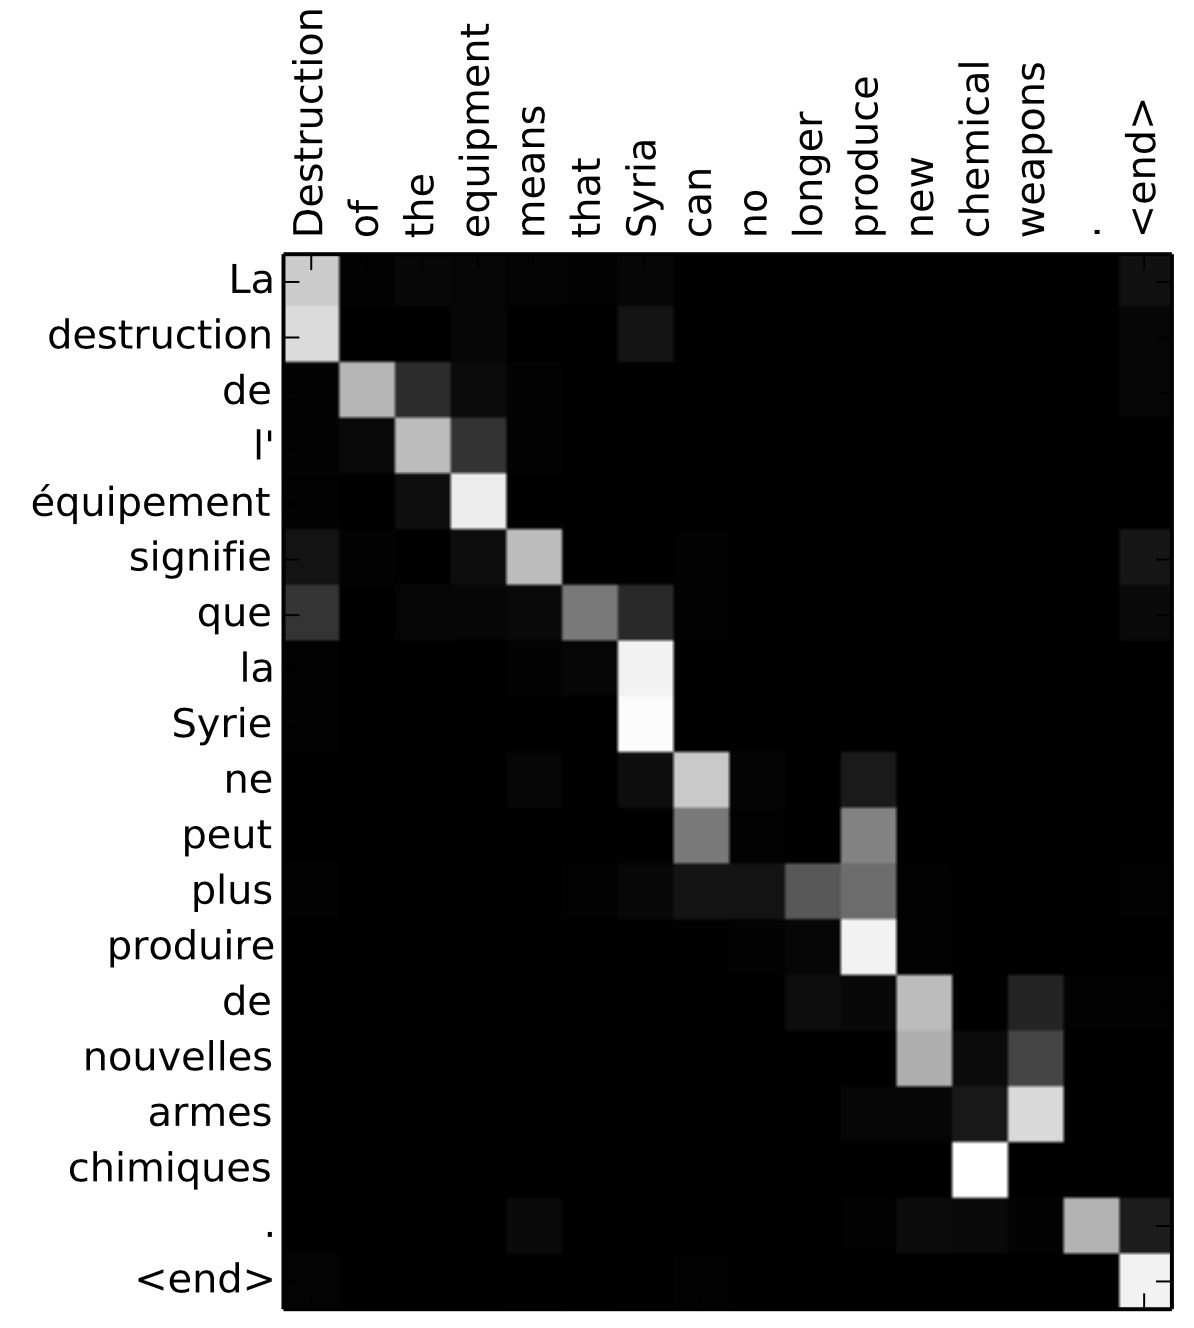 Destruction
of
the
equipment
means
that
Syria
can
no
longer
produce
new
chemical
weapons
.
<end>
La
destruction
de
l'
équipement
signifie
que
la
Syrie
ne
peut
plus
produire
de
nouvelles
armes
chimiques
.
<end>